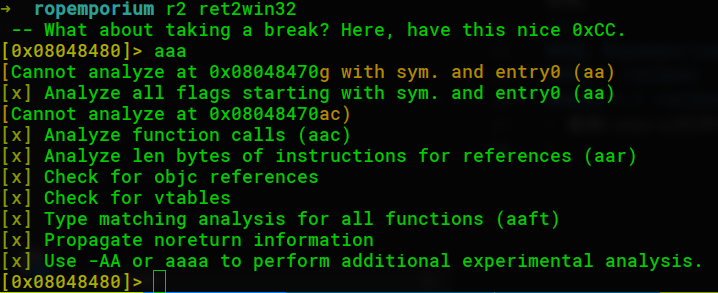 ➜ ropemporium r2 ret2win32
-- What about taking a break? Here, have this nice 0xCC.
[0x08048480]> aaa
[Cannot analyze at 0x08048470g with sym. and entry0 (aa)
[x] Analyze all flags starting with sym. and entry0 (aa)
[Cannot analyze at 0x08048470ac)
[x] Analyze function calls (aac)
[x] Analyze len bytes of instructions for references (aar)
[x] Check for objc references
[x] Check for vtables
[x] Type matching analysis for all functions (aaft)
[x] Propagate noreturn information
[x] Use -AA or aaaa to perform additional experimental analysis.
[0x08048480]>